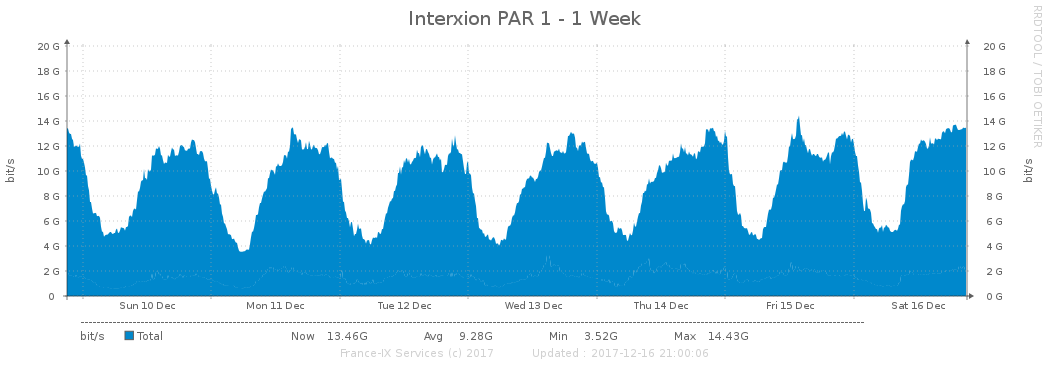 Interxion PAR 1 - 1 Week
RRDTOOL / TOBI OETIKER
20 G 20 G
18 G 18 G
16 G 16 G
14 G 14 G
12 G 12 G
10 G 10 G
8 G 8 G
6 G 6 G
4 G 4 G
2 G 2 G
0 0 G
bit/s
bit/s
Sun 10 Dec Mon 11 Dec Tue 12 Dec Wed 13 Dec Thu 14 Dec Fri 15 Dec Sat 16 Dec
bit/s Total Now 13.46G Avg 9.28G Min 3.52G Max 14.43G
France-IX Services (c) 2017 Updated : 2017-12-16 21:00:06